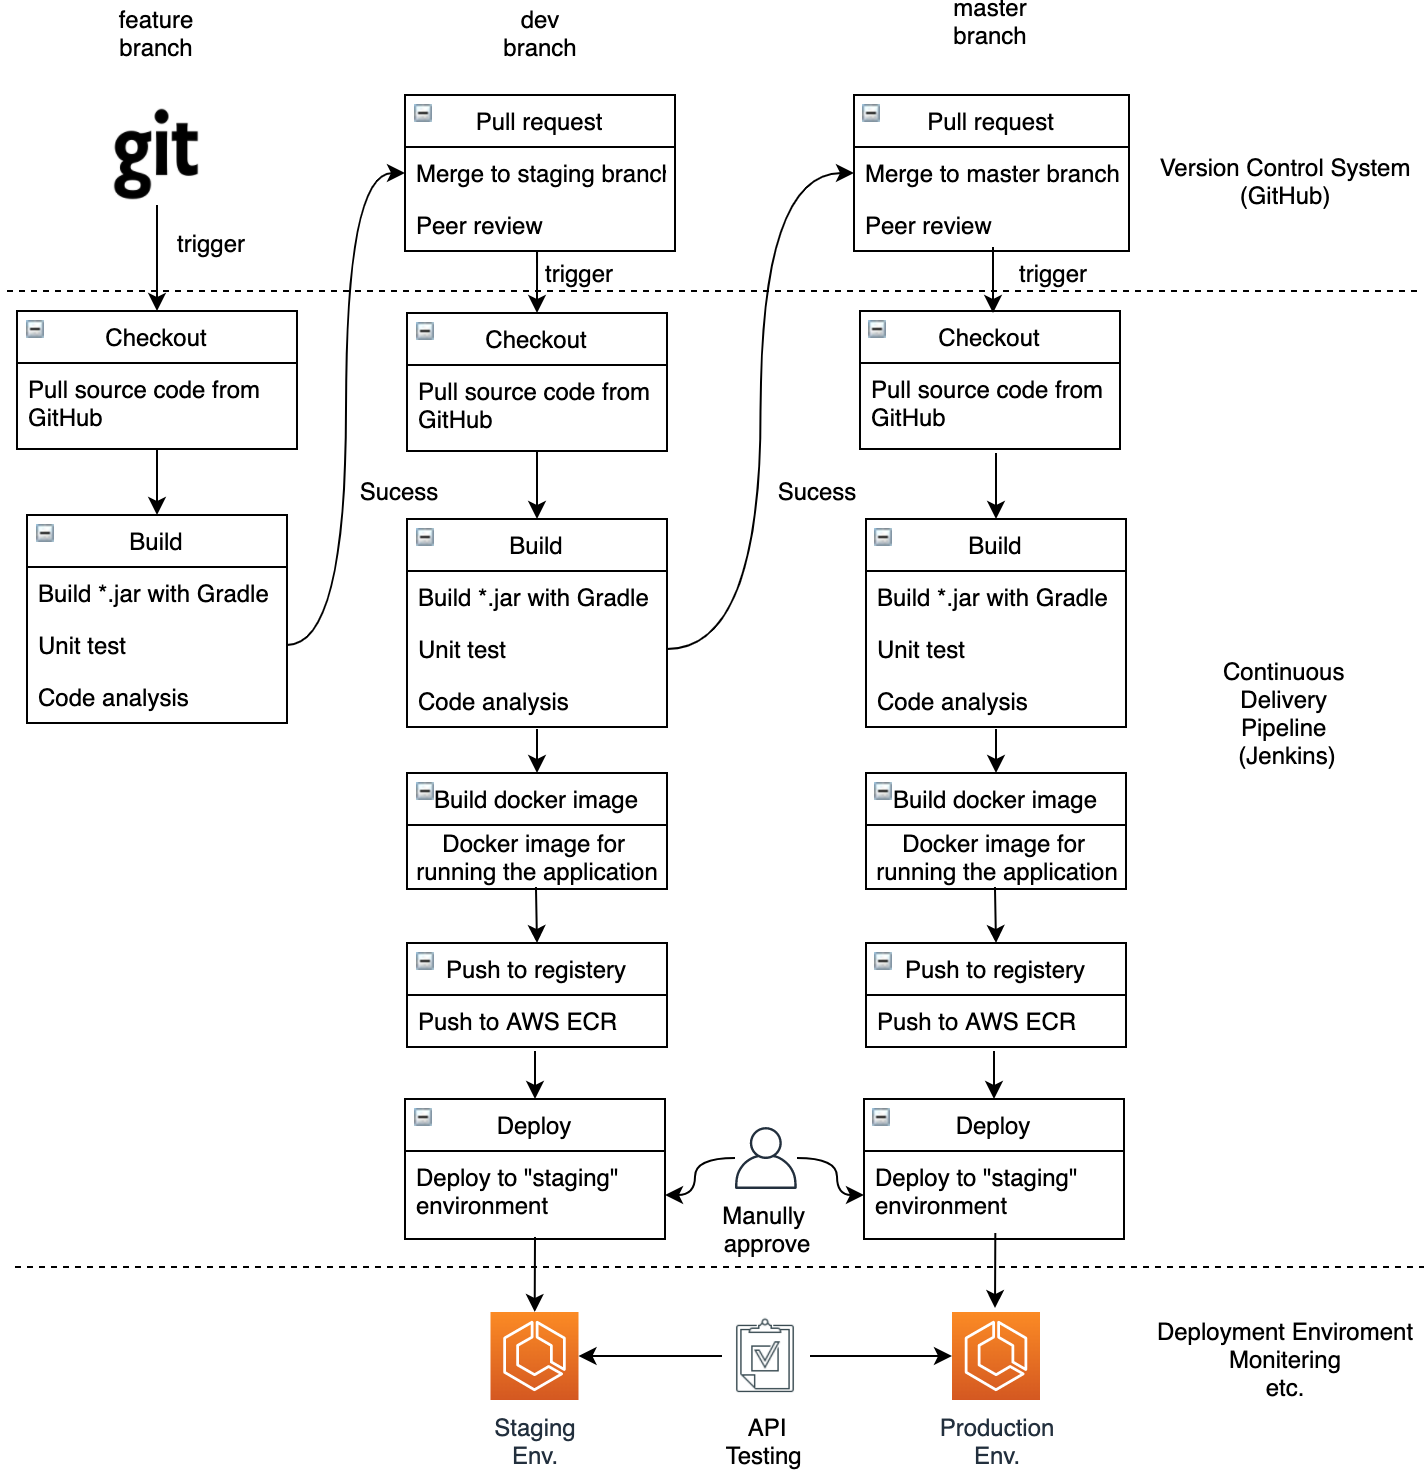 feature
branch
dev
branch
master
branch
git
trigger
Pull request
Merge to staging branch
Peer review
trigger
Pull request
Merge to master branch
Peer review
trigger
Version Control System
(GitHub)
Checkout
Pull source code from
GitHub
Checkout
Pull source code from
GitHub
Checkout
Pull source code from
GitHub
Sucess
Sucess
Build
Build *.jar with Gradle
Unit test
Code analysis
Build
Build *.jar with Gradle
Unit test
Code analysis
Build
Build *.jar with Gradle
Unit test
Code analysis
Continuous
Delivery
Pipeline
(Jenkins)
Build docker image
Docker image for
running the application
Build docker image
Docker image for
running the application
Push to registery
Push to AWS ECR
Push to registery
Push to AWS ECR
Deploy
Deploy to "staging"
environment
Manully
approve
Deploy
Deploy to "staging"
environment
Staging
Env.
API
Testing
Production
Env.
Deployment Enviroment
Monitering
etc.